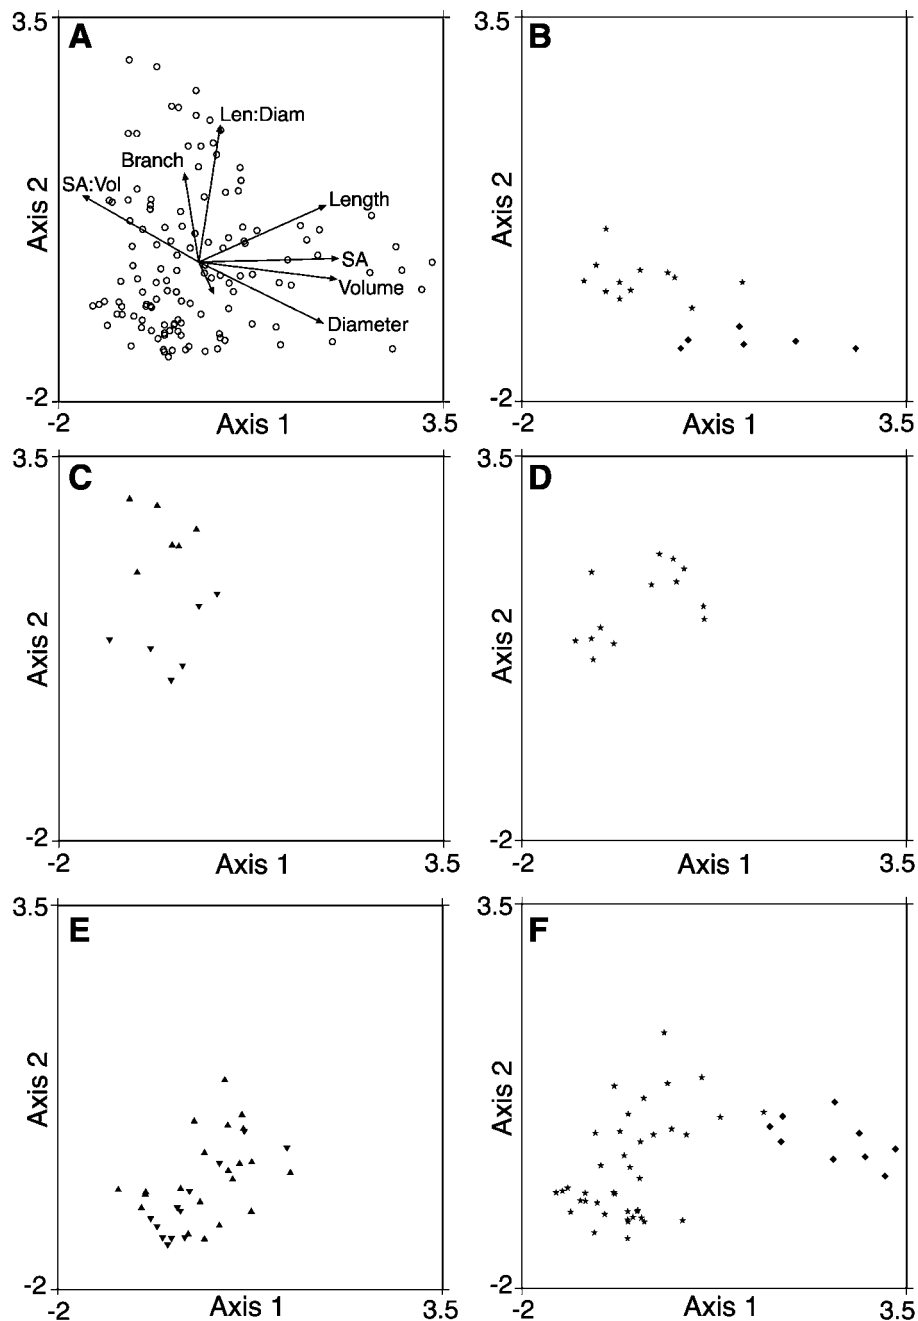 3.5
A
Len:Diam
Branch
SA:Vol
Length
SA
Volume
Diameter
Axis 2
-2
-2
Axis 1
3.5
3.5
B
Axis 2
-2
-2
Axis 1
3.5
3.5
C
Axis 2
-2
-2
Axis 1
3.5
3.5
D
Axis 2
-2
-2
Axis 1
3.5
3.5
E
Axis 2
-2
-2
Axis 1
3.5
3.5
F
Axis 2
-2
-2
Axis 1
3.5